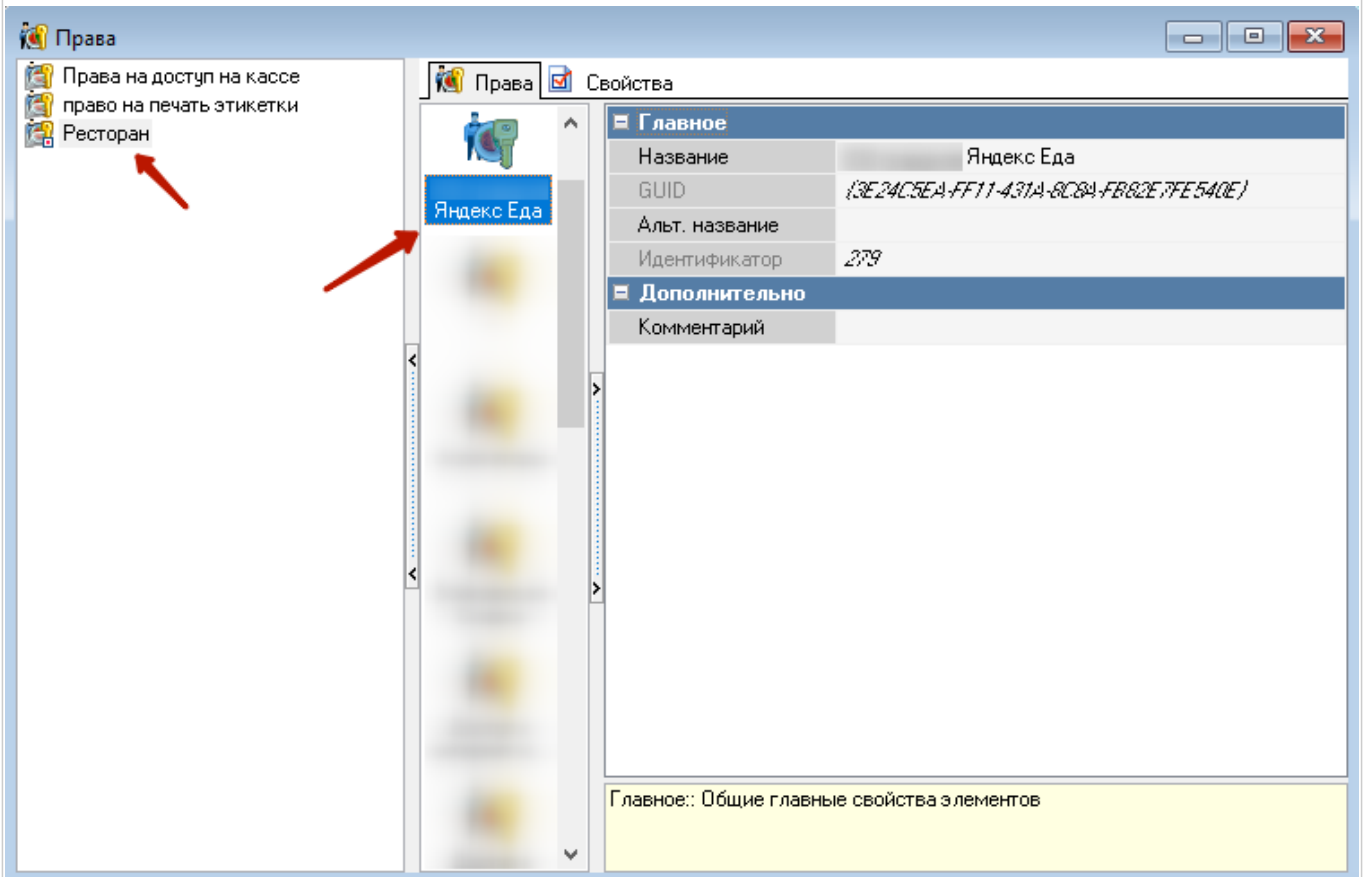 Права
Права на доступ на кассе
право на печать этикетки
Ресторан
Права Свойства
Яндекс Еда
Главное
Название Яндекс Еда
GUID {3E24C5EA-FF11-431A-8C8A-FB82E7FE540E}
Альт. название
Идентификатор 279
Дополнительно
Комментарий
Главное:: Общие главные свойства элементов